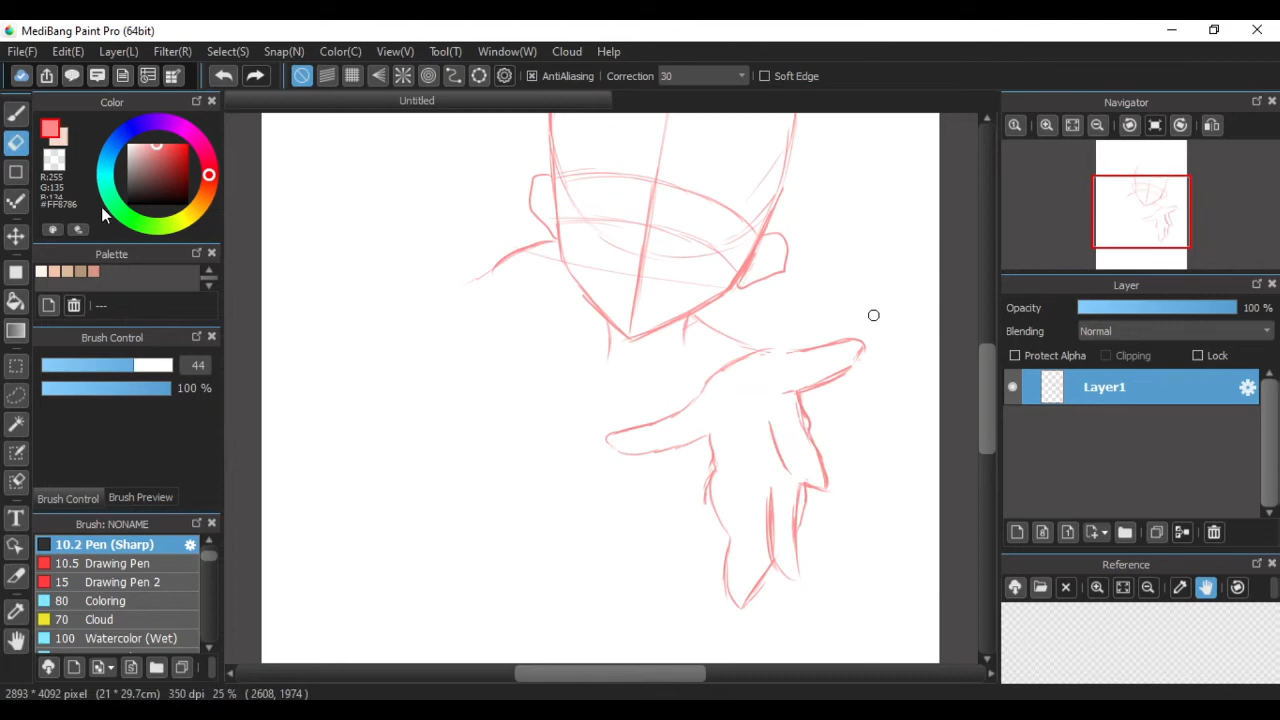 MediBang Paint Pro (64bit)
File(F) Edit(E) Layer(L) Filter(R) Select(S) Snap(N) Color(C) View(V) Tool(T) Window(W) Cloud Help
AntiAliasing Correction 30 Soft Edge
Color
Untitled
Navigator
R:255
G:135
B:134
#FF8786
Palette
---
Brush Control
44
100 %
Brush Control Brush Preview
Brush: NONAME
10.2 Pen (Sharp)
10.5 Drawing Pen
15 Drawing Pen 2
80 Coloring
70 Cloud
100 Watercolor (Wet)
Layer
Opacity 100 %
Blending Normal
Protect Alpha Clipping Lock
Layer1
8 1
Reference
2893 * 4092 pixel (21 * 29.7cm) 350 dpi 25 % ( 2608, 1974 )